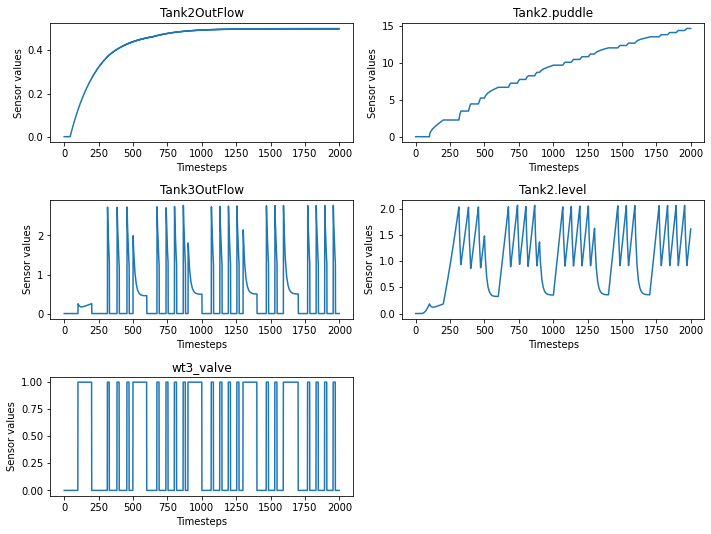 Tank2OutFlow
Sensor values
0.4
0.2
0.0
0 250 500 750 1000 1250 1500 1750 2000
Timesteps
Tank2.puddle
Sensor values
15
10
5
0
0 250 500 750 1000 1250 1500 1750 2000
Timesteps
Tank3OutFlow
Sensor values
2
1
0
0 250 500 750 1000 1250 1500 1750 2000
Timesteps
Tank2.level
Sensor values
2.0
1.5
1.0
0.5
0.0
0 250 500 750 1000 1250 1500 1750 2000
Timesteps
wt3_valve
Sensor values
1.00
0.75
0.50
0.25
0.00
0 250 500 750 1000 1250 1500 1750 2000
Timesteps